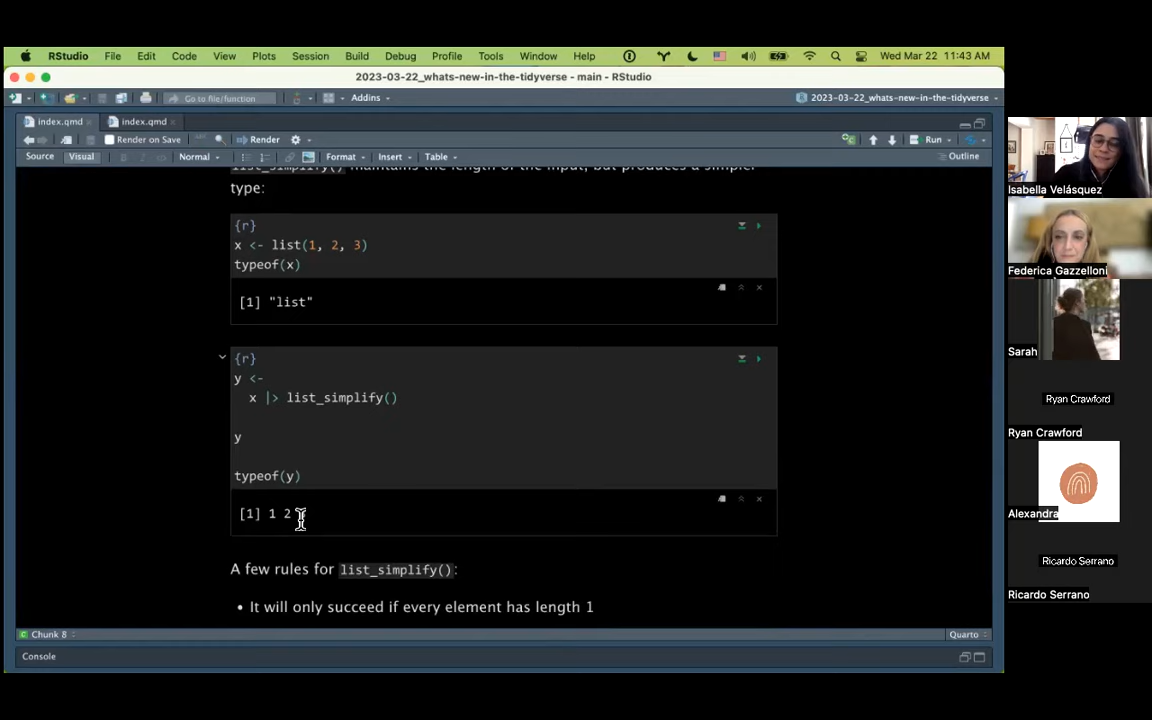 RStudio File Edit Code View Plots Session Build Debug Profile Tools Window Help Wed Mar 22 11:43 AM
2023-03-22_whats-new-in-the-tidyverse - main - RStudio
Go to file/function Addins 2023-03-22_whats-new-in-the-tidyverse
index.qmd index.qmd
Render on Save Render Run
Source Visual Normal Format Insert Table Outline
list_simplify() maintains the length of the input, but produces a simpler
type:
{r}
x <- list(1, 2, 3)
typeof(x)
[1] "list"
{r}
y <-
x |> list_simplify()
y
typeof(y)
[1] 1 2
A few rules for list_simplify():
• It will only succeed if every element has length 1
Chunk 8 Quarto
Console
Isabella Velásquez
Federica Gazzelloni
Sarah
Ryan Crawford
Ryan Crawford
Alexandra
Ricardo Serrano
Ricardo Serrano